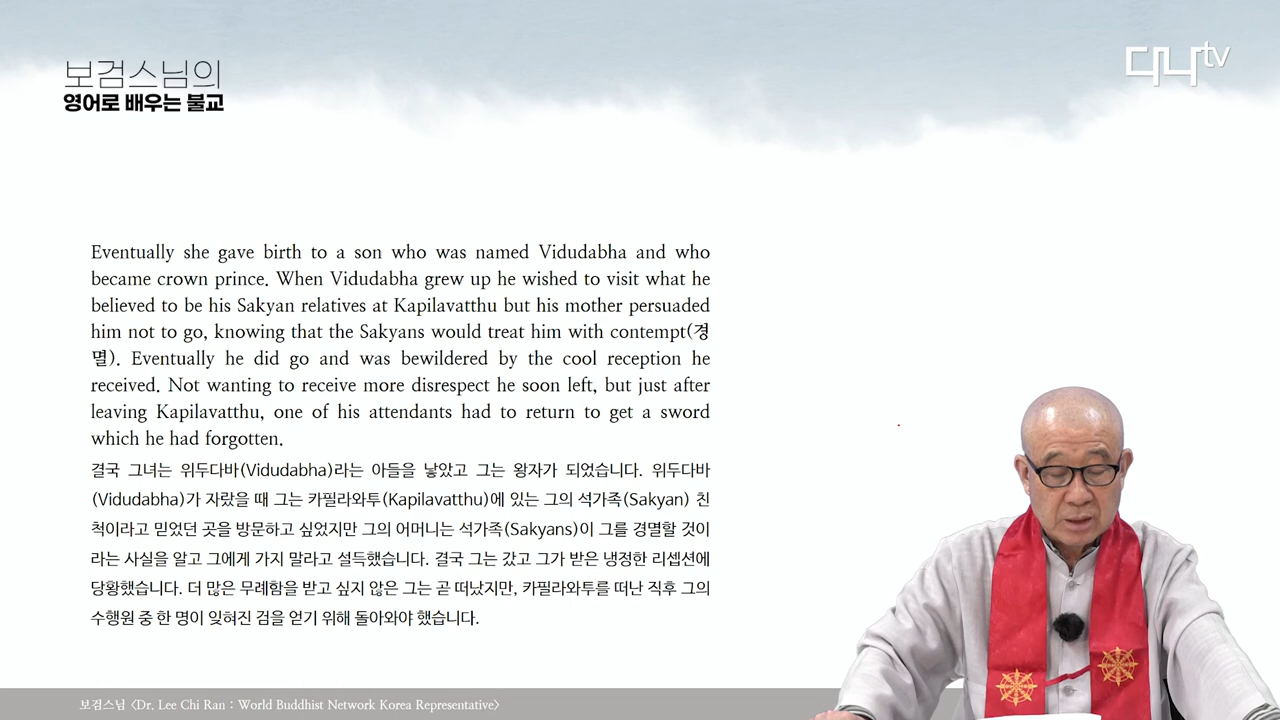 보검스님의
영어로 배우는 불교
디나tv
Eventually she gave birth to a son who was named Vidudabha and who
became crown prince. When Vidudabha grew up he wished to visit what he
believed to be his Sakyan relatives at Kapilavatthu but his mother persuaded
him not to go, knowing that the Sakyans would treat him with contempt(경
멸). Eventually he did go and was bewildered by the cool reception he
received. Not wanting to receive more disrespect he soon left, but just after
leaving Kapilavatthu, one of his attendants had to return to get a sword
which he had forgotten.
결국 그녀는 위두다바(Vidudabha)라는 아들을 낳았고 그는 왕자가 되었습니다. 위두다바
(Vidudabha)가 자랐을 때 그는 카필라와투(Kapilavatthu)에 있는 그의 석가족(Sakyan) 친
척이라고 믿었던 곳을 방문하고 싶었지만 그의 어머니는 석가족(Sakyans)이 그를 경멸할 것이
라는 사실을 알고 그에게 가지 말라고 설득했습니다. 결국 그는 갔고 그가 받은 냉정한 리셉션에
당황했습니다. 더 많은 무례함을 받고 싶지 않은 그는 곧 떠났지만, 카필라와투를 떠난 직후 그의
수행원 중 한 명이 잊혀진 검을 얻기 위해 돌아와야 했습니다.
보검스님 〈Dr. Lee Chi Ran : World Buddhist Network Korea Representative〉